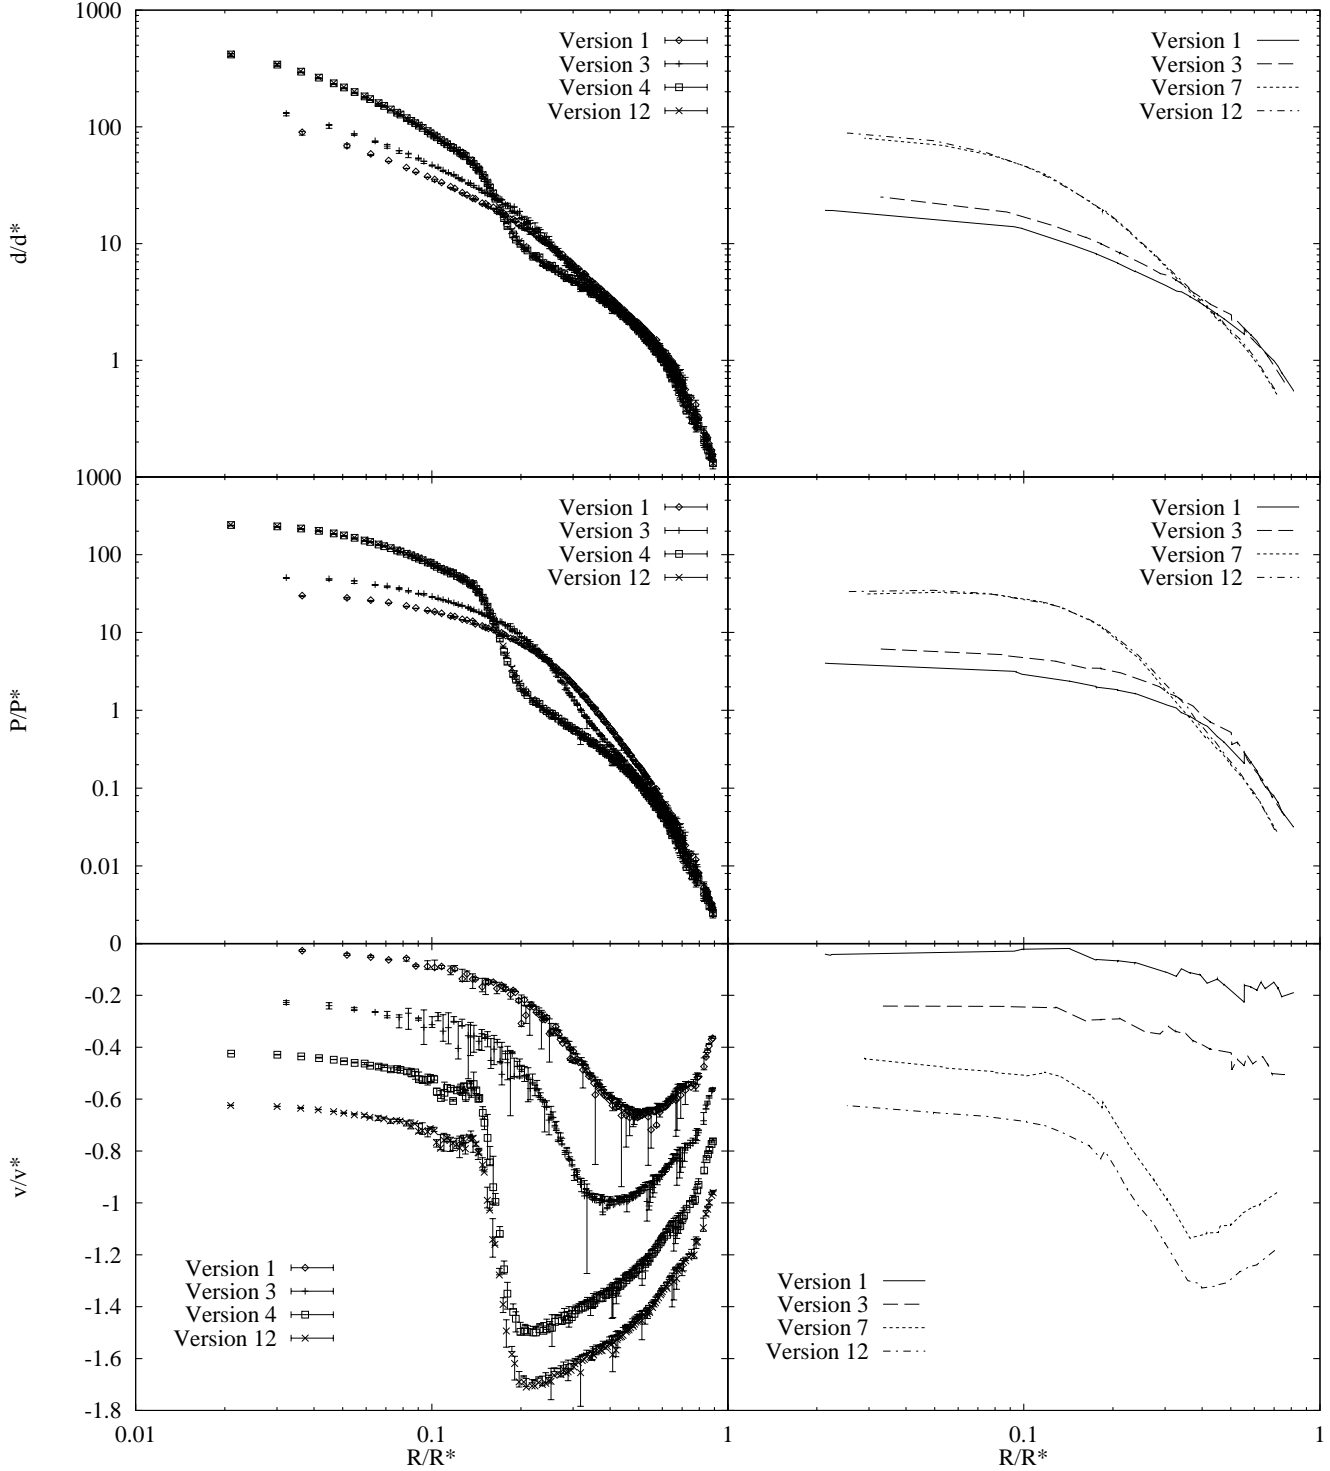 1000
100
10
1
d/d*
Version 1
Version 3
Version 4
Version 12
Version 1
Version 3
Version 7
Version 12
1000
100
10
1
0.1
0.01
P/P*
Version 1
Version 3
Version 4
Version 12
Version 1
Version 3
Version 7
Version 12
0
-0.2
-0.4
-0.6
-0.8
-1
-1.2
-1.4
-1.6
-1.8
v/v*
Version 1
Version 3
Version 4
Version 12
Version 1
Version 3
Version 7
Version 12
0.01
0.1
1
0.1
1
R/R*
R/R*